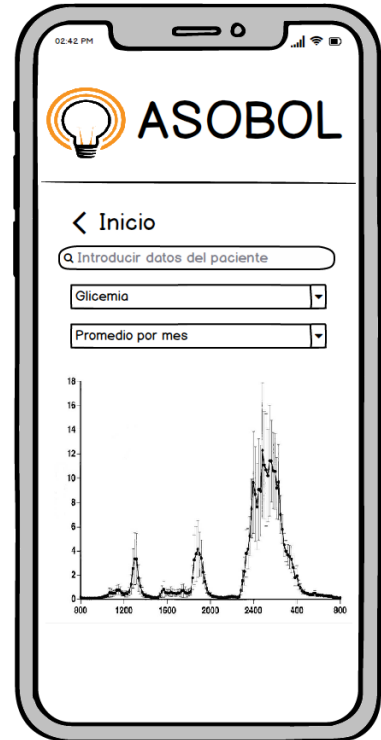 02:42 PM
ASOBOL
Inicio
Introducir datos del paciente
Glicemia
Promedio por mes
18
16
14
12
10
8
6
4
2
0
800 1200 1600 2000 2400 400 800